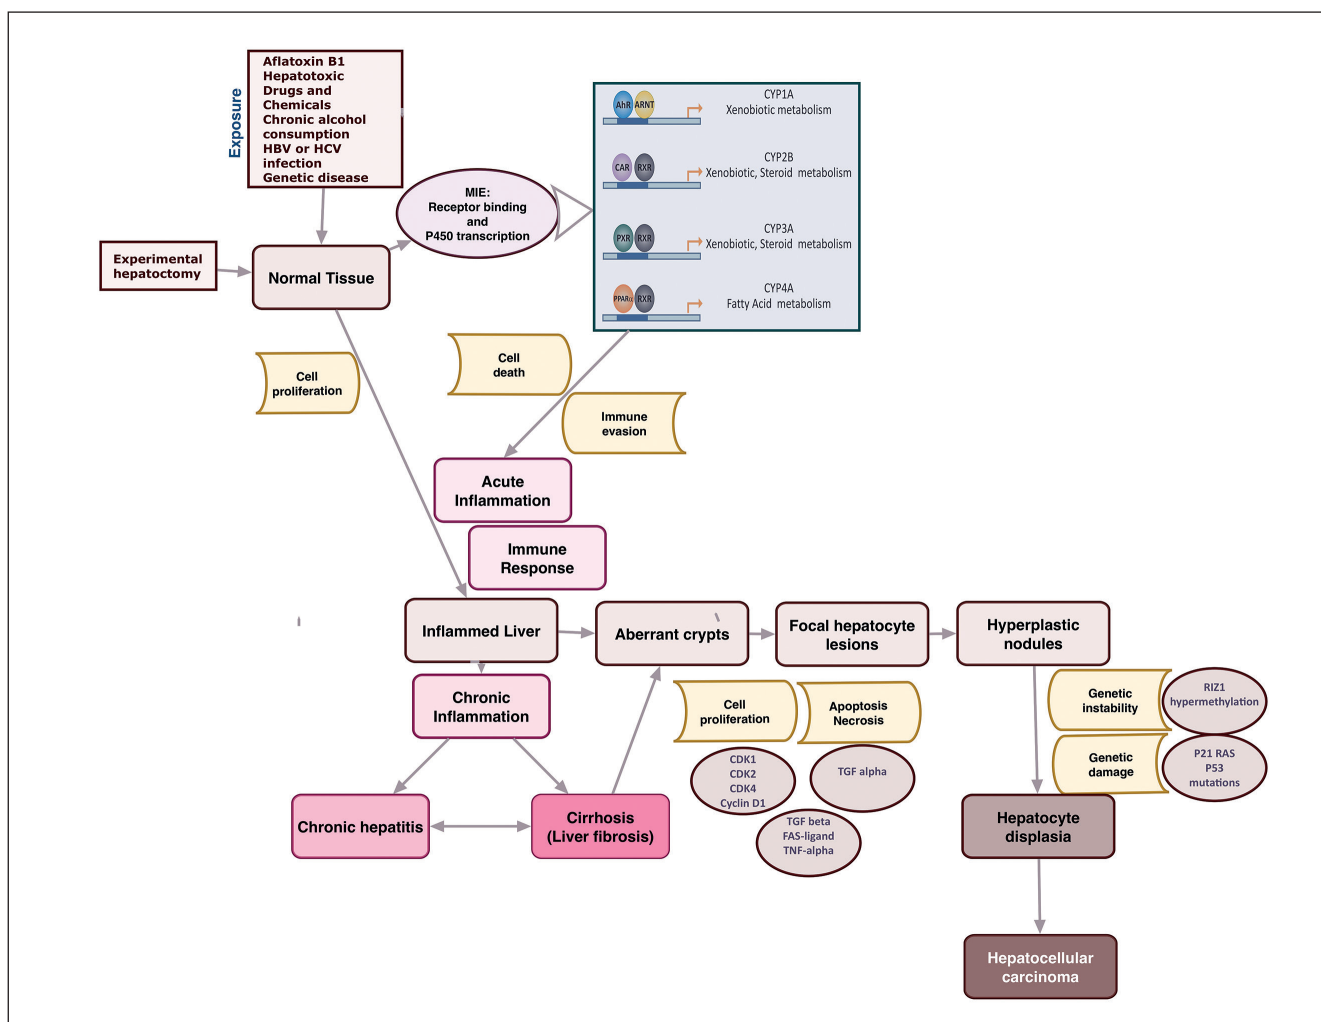 Exposure
Aflatoxin B1
Hepatotoxic
Drugs and
Chemicals
Chronic alcohol
consumption
HBV or HCV
infection
Genetic disease
Experimental
hepatoctomy
Normal Tissue
MIE:
Receptor binding
and
P450 transcription
AhR ARNT
CYP1A
Xenobiotic metabolism
CAR RXR
CYP2B
Xenobiotic, Steroid metabolism
PXR RXR
CYP3A
Xenobiotic, Steroid metabolism
PPARα RXR
CYP4A
Fatty Acid metabolism
Cell
proliferation
Cell
death
Immune
evasion
Acute
Inflammation
Immune
Response
Inflammed Liver
Aberrant crypts
Focal hepatocyte
lesions
Hyperplastic
nodules
Chronic
Inflammation
Cell
proliferation
Apoptosis
Necrosis
Genetic
instability
RIZ1
hypermethylation
Genetic
damage
P21 RAS
P53
mutations
CDK1
CDK2
CDK4
Cyclin D1
TGF alpha
TGF beta
FAS-ligand
TNF-alpha
Chronic hepatitis
Cirrhosis
(Liver fibrosis)
Hepatocyte
displasia
Hepatocellular
carcinoma